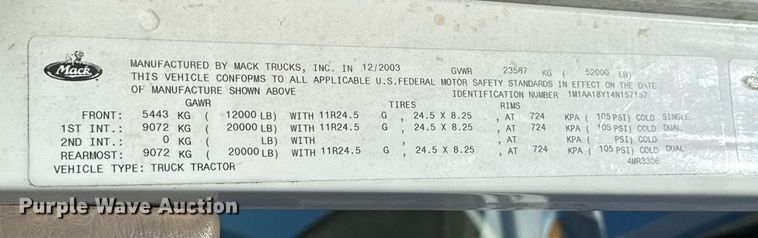 MANUFACTURED BY MACK TRUCKS, INC. IN 12/2003 GVWR 23587 KG ( 52000 LB)
THIS VEHICLE CONFORMS TO ALL APPLICABLE U.S.FEDERAL MOTOR SAFETY STANDARDS IN EFFECT ON THE DATE
Mack
OF MANUFACTURE SHOWN ABOVE IDENTIFICATION NUMBER 1M1AA18Y14N157157
GAWR TIRES RIMS
FRONT: 5443 KG ( 12000 LB) WITH 11R24.5 G , 24.5 X 8.25 , AT 724 KPA ( 105 PSI) COLD SINGLE
1ST INT.: 9072 KG ( 20000 LB) WITH 11R24.5 G , 24.5 X 8.25 , AT 724 KPA ( 105 PSI) COLD DUAL
2ND INT.: 0 KG ( LB) WITH , , AT KPA ( PSI) COLD
REARMOST: 9072 KG ( 20000 LB) WITH 11R24.5 G , 24.5 X 8.25 , AT 724 KPA ( 105 PSI) COLD DUAL
VEHICLE TYPE: TRUCK TRACTOR 4MR3306
Purple Wave Auction